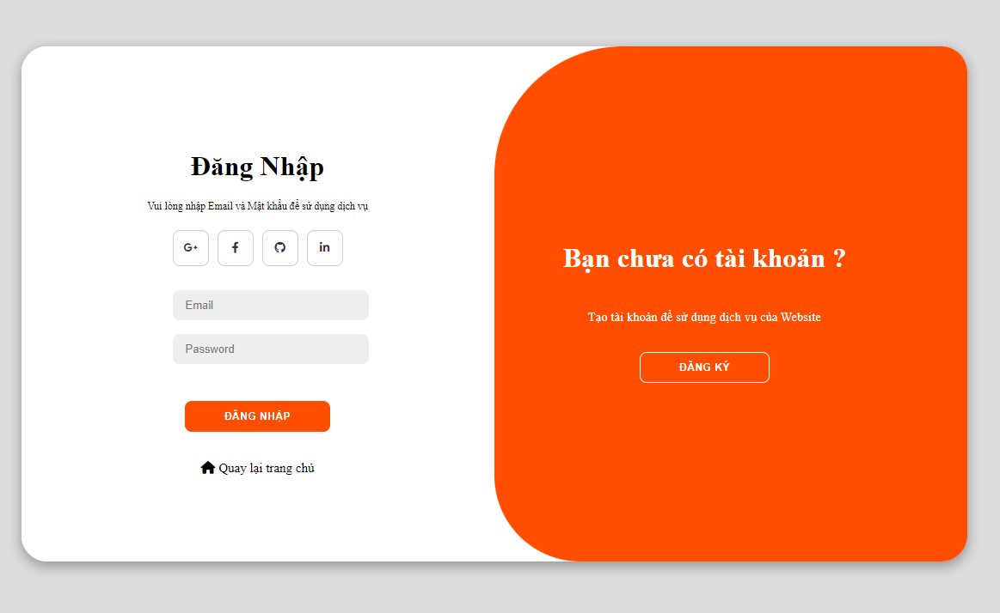 Đăng Nhập
Vui lòng nhập Email và Mật khẩu để sử dụng dịch vụ
G+ f in
Email
Password
ĐĂNG NHẬP
Quay lại trang chủ
Bạn chưa có tài khoản ?
Tạo tài khoản để sử dụng dịch vụ của Website
ĐĂNG KÝ